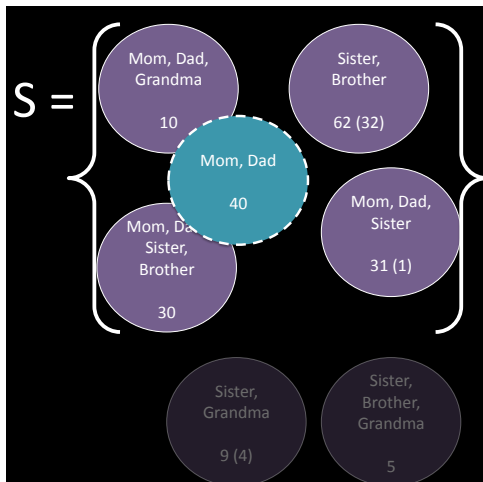 S =
Mom, Dad,
Grandma
10
Sister,
Brother
62 (32)
Mom, Dad
40
Mom, Dad,
Sister
31 (1)
Mom, Da
Sister,
Brother
30
Sister,
Grandma
9 (4)
Sister,
Brother,
Grandma
5